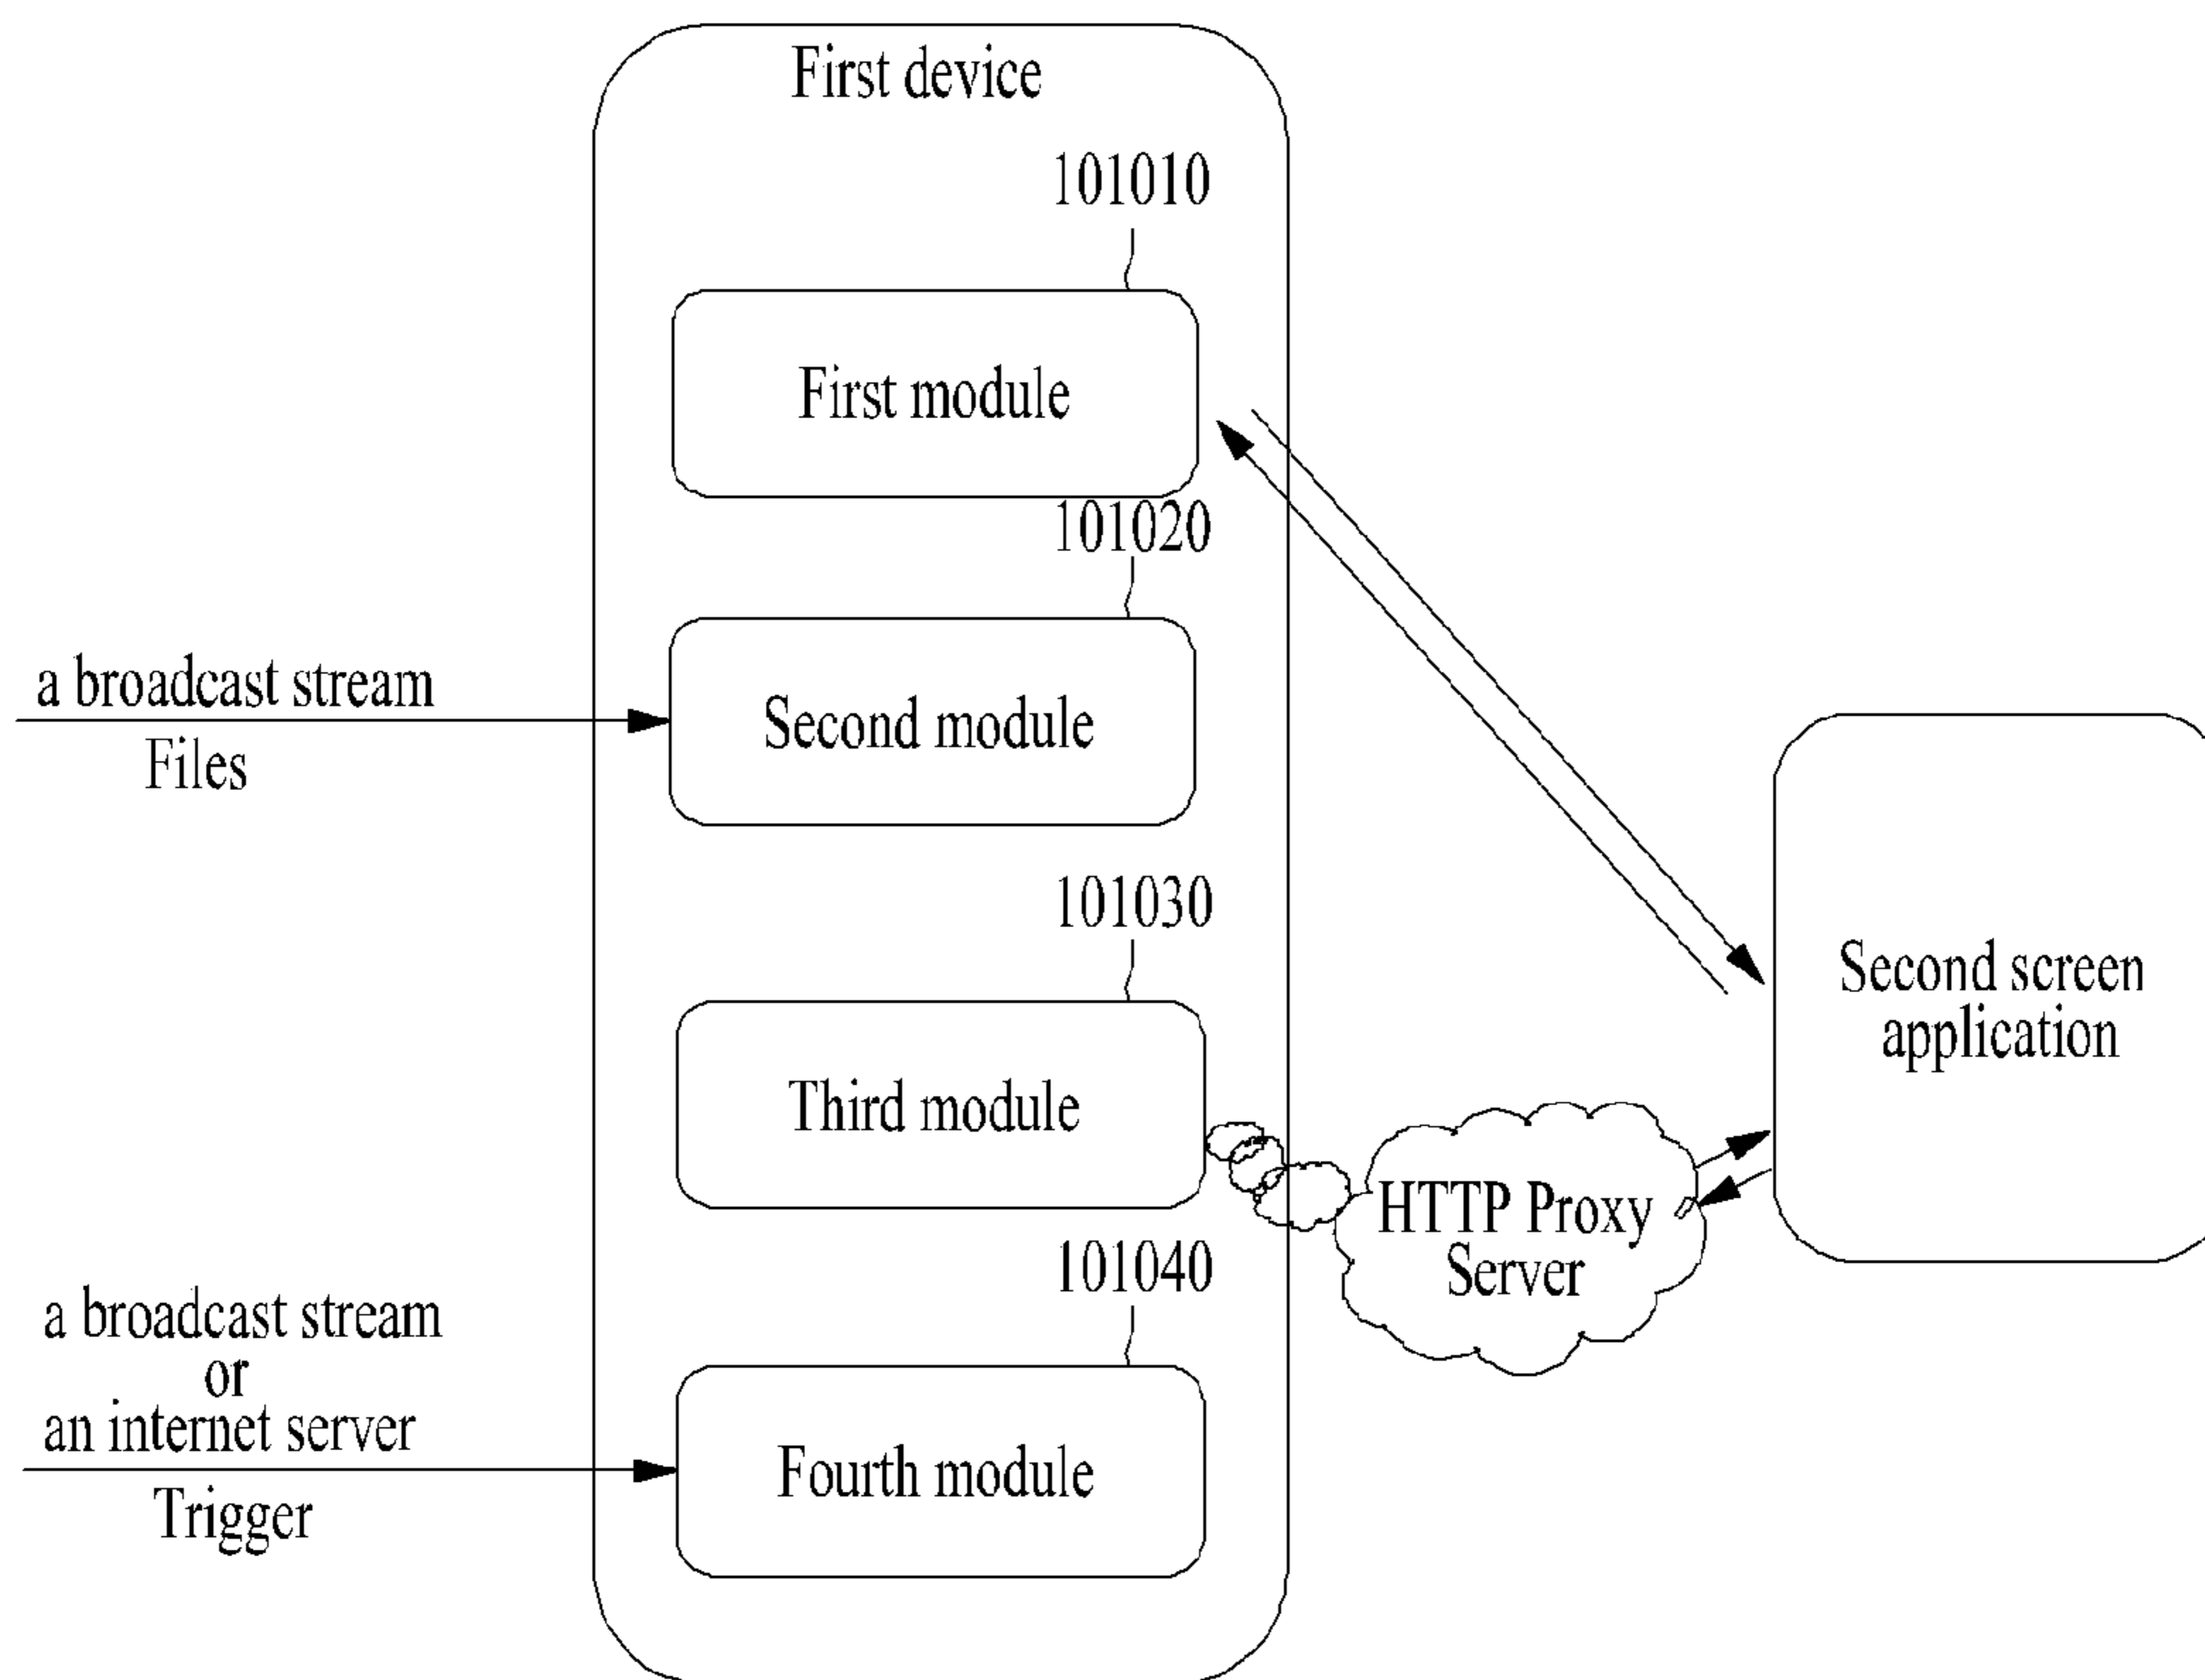 First device
101010
First module
101020
a broadcast stream
Files
Second module
101030
Third module
Second screen
application
HTTP Proxy
Server
101040
a broadcast stream
or
an internet server
Trigger
Fourth module